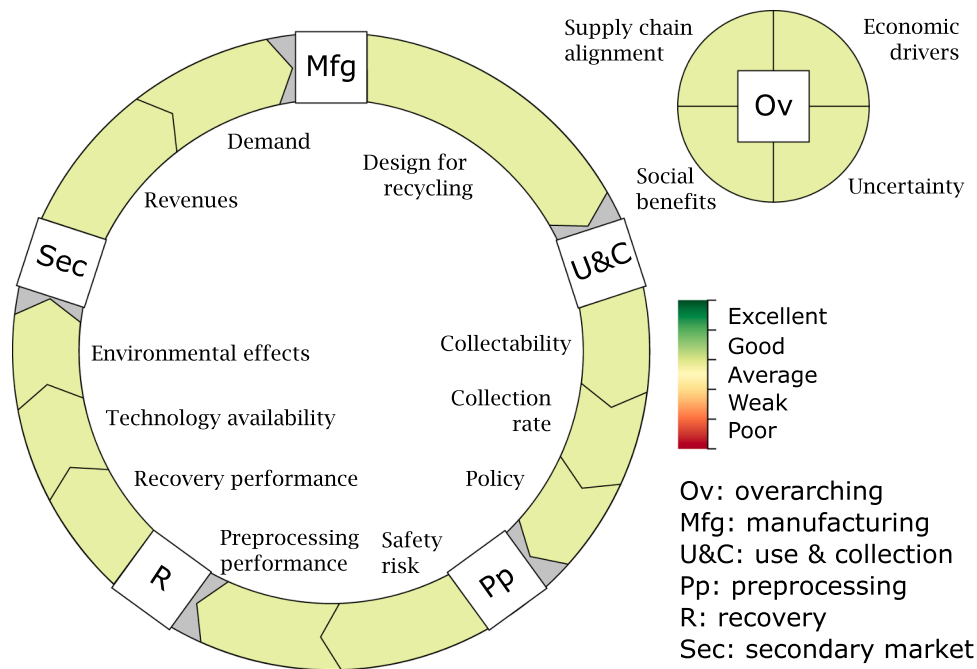 Supply chain
alignment
Economic
drivers
Ov
Social
benefits
Uncertainty
Mfg
Demand
Design for
recycling
Revenues
Sec
U&C
Environmental effects
Collectability
Technology availability
Collection
rate
Recovery performance
Policy
Preprocessing
performance
Safety
risk
R
Pp
Excellent
Good
Average
Weak
Poor
Ov: overarching
Mfg: manufacturing
U&C: use & collection
Pp: preprocessing
R: recovery
Sec: secondary market